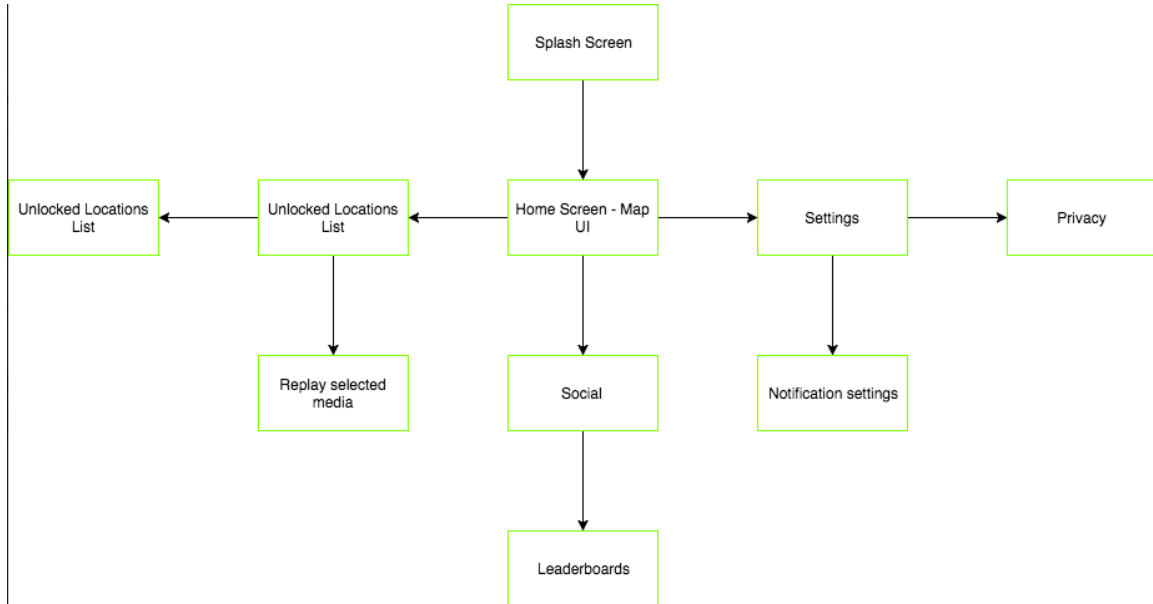 Splash Screen
Unlocked Locations
List
Unlocked Locations
List
Home Screen - Map
UI
Settings
Privacy
Replay selected
media
Social
Notification settings
Leaderboards